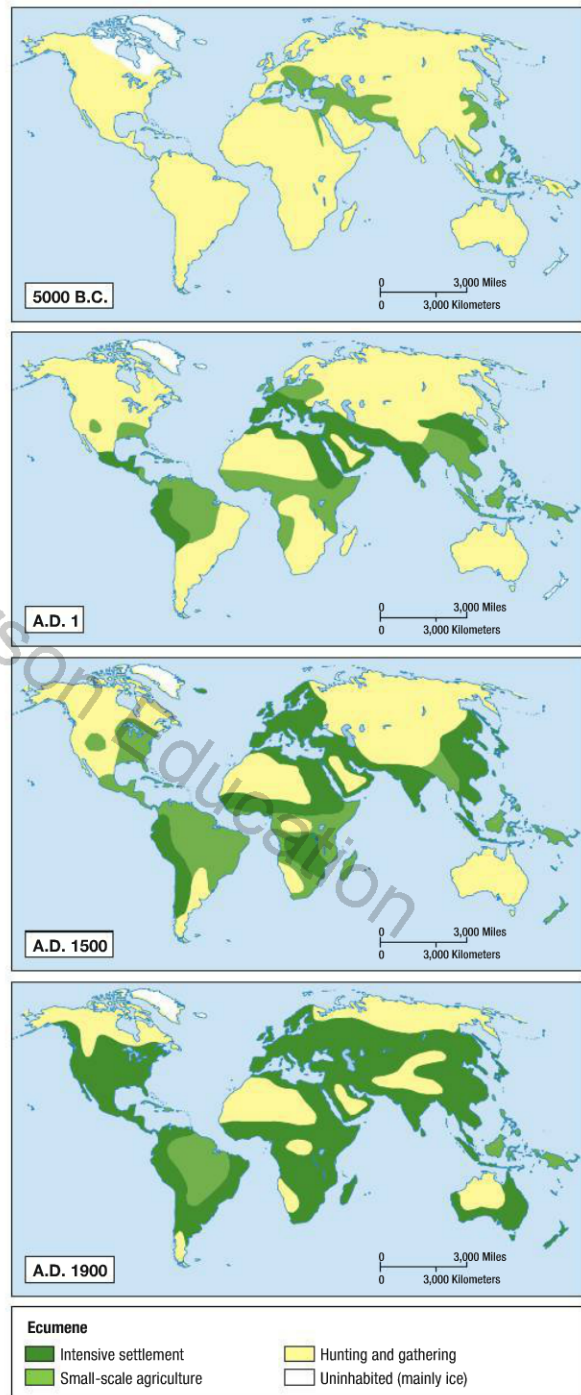 5000 B.C.
0 3,000 Miles
0 3,000 Kilometers
A.D. 1
0 3,000 Miles
0 3,000 Kilometers
A.D. 1500
0 3,000 Miles
0 3,000 Kilometers
A.D. 1900
0 3,000 Miles
0 3,000 Kilometers
Ecumene
Intensive settlement
Hunting and gathering
Small-scale agriculture
Uninhabited (mainly ice)
Education